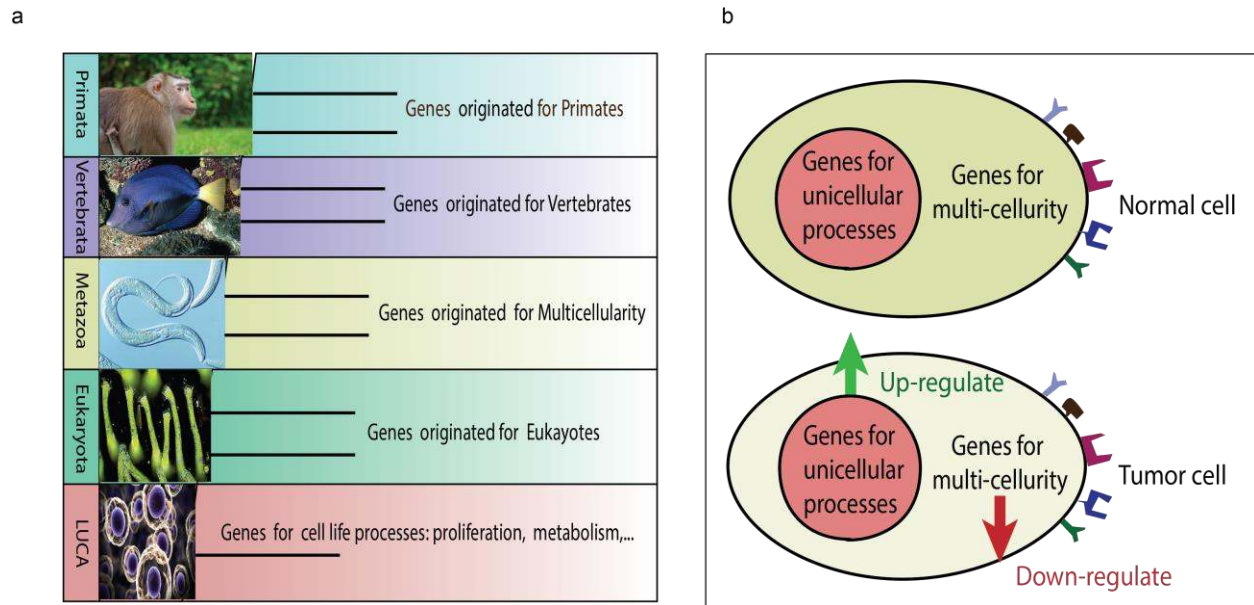 a
Primata
Genes originated for Primates
Vertebrata
Genes originated for Vertebrates
Metazoa
Genes originated for Multicellularity
Eukaryota
Genes originated for Eukayotes
LUCA
Genes for cell life processes: proliferation, metabolism,...
b
Genes for
unicellular
processes
Genes for
multi-cellurity
Normal cell
Up-regulate
Genes for
unicellular
processes
Genes for
multi-cellurity
Tumor cell
Down-regulate